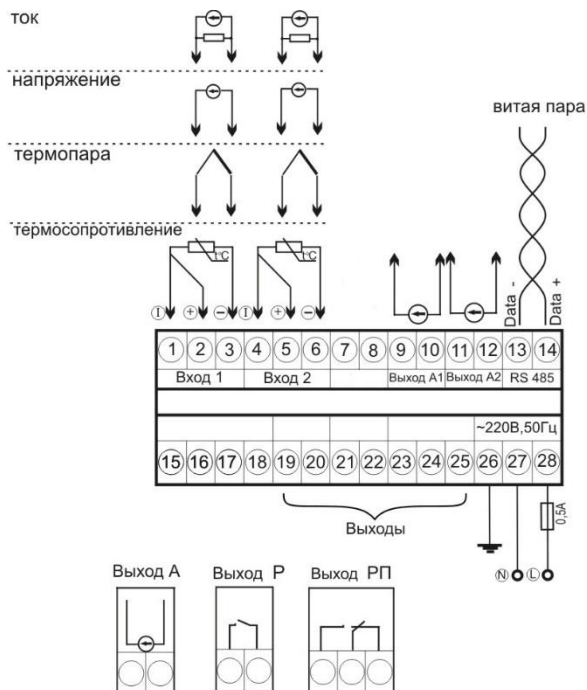 ток
напряжение
термопара
термосопротивление
витая пара
t°C t°C
I + − I + −
Data - Data +
1 2 3 4 5 6 7 8 9 10 11 12 13 14
Вход 1 Вход 2 Выход А1 Выход А2 RS 485
~220В,50Гц
15 16 17 18 19 20 21 22 23 24 25 26 27 28
Выходы
0,5А
N L
Выход А Выход Р Выход РП